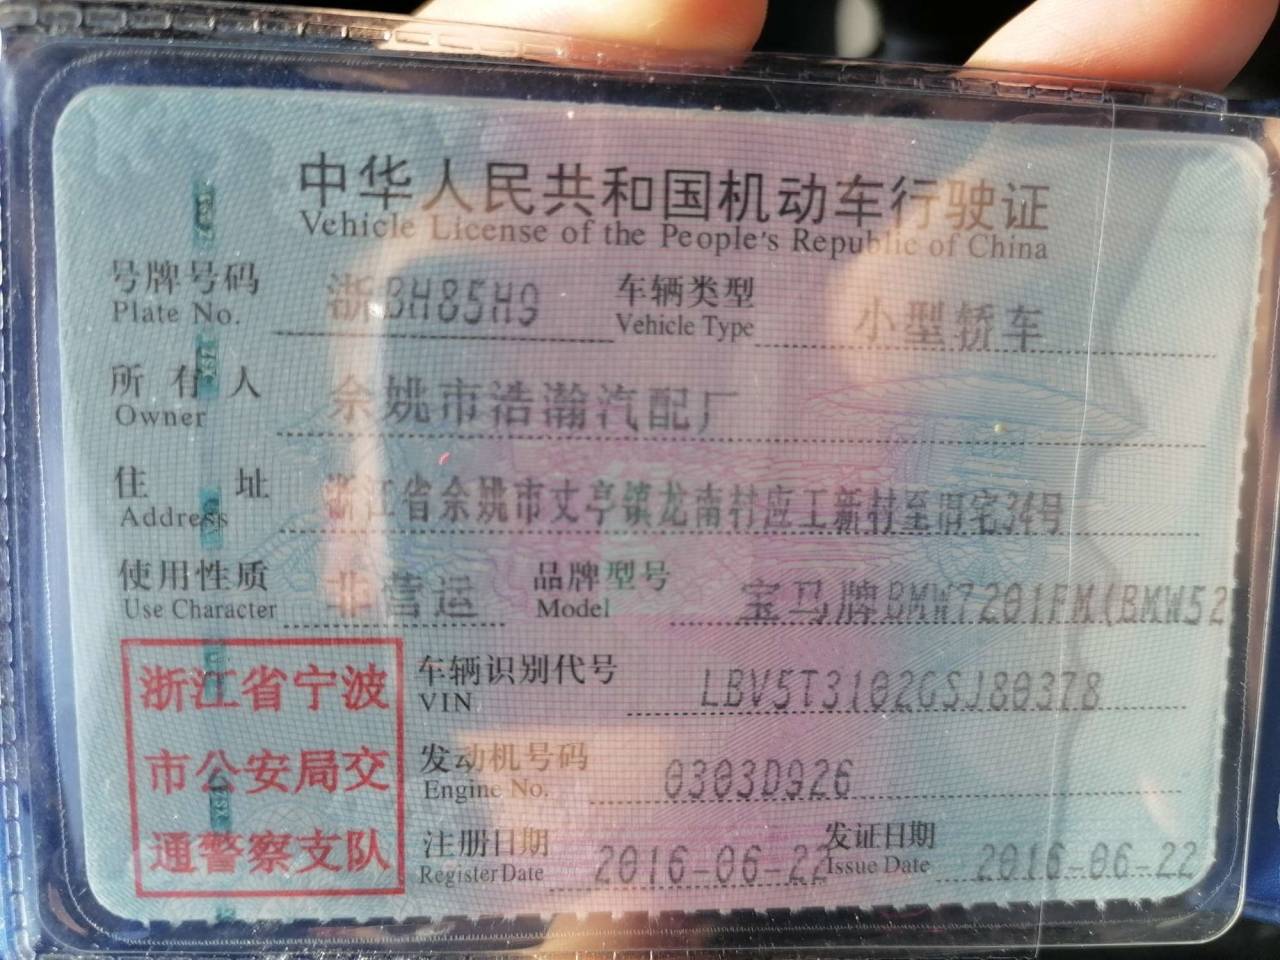 中华人民共和国机动车行驶证
Vehicle License of the People's Republic of China
号牌号码 浙BH85H9 车辆类型 小型轿车
Plate No. Vehicle Type
所有人 余姚市浩瀚汽配厂
Owner
住址 浙江省余姚市丈亭镇龙南村应工新村至旧宅34号
Address
使用性质 非营运 品牌型号 宝马牌BMW7201FM(BMW52
Use Character Model
浙江省宁波
市公安局交
通警察支队
车辆识别代号 LBV5T3102GSJ80378
VIN
发动机号码 0303D926
Engine No.
注册日期 2016-06-22 发证日期 2016-06-22
Register Date Issue Date